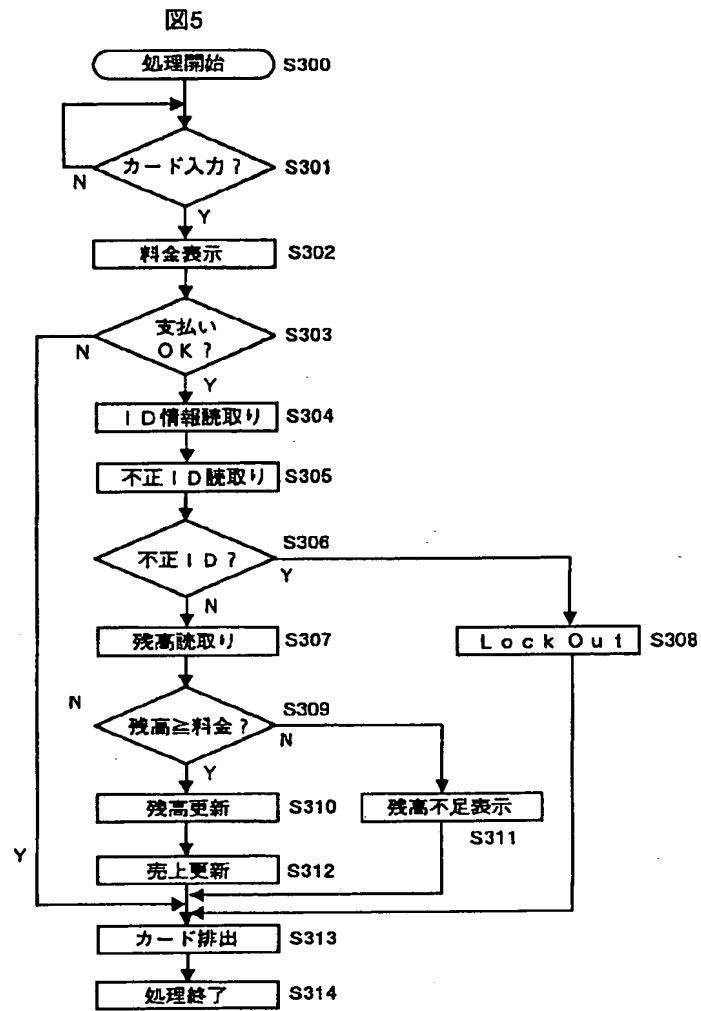 図5
処理開始 S300
カード入力? S301
N
Y
料金表示 S302
支払い
OK? S303
N
Y
ID情報読取り S304
不正ID読取り S305
不正ID? S306
Y
N
残高読取り S307
Lock Out S308
N
残高≧料金? S309
N
Y
残高更新 S310
残高不足表示
S311
Y
売上更新 S312
カード排出 S313
処理終了 S314